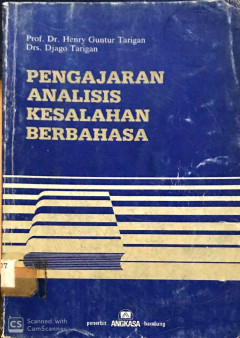 Prof. Dr. Henry Guntur Tarigan
Drs. Djago Tarigan
PENGAJARAN
ANALISIS
KESALAHAN
BERBAHASA
penerbit ANGKASA bandung
CS Scanned with
CamScanner